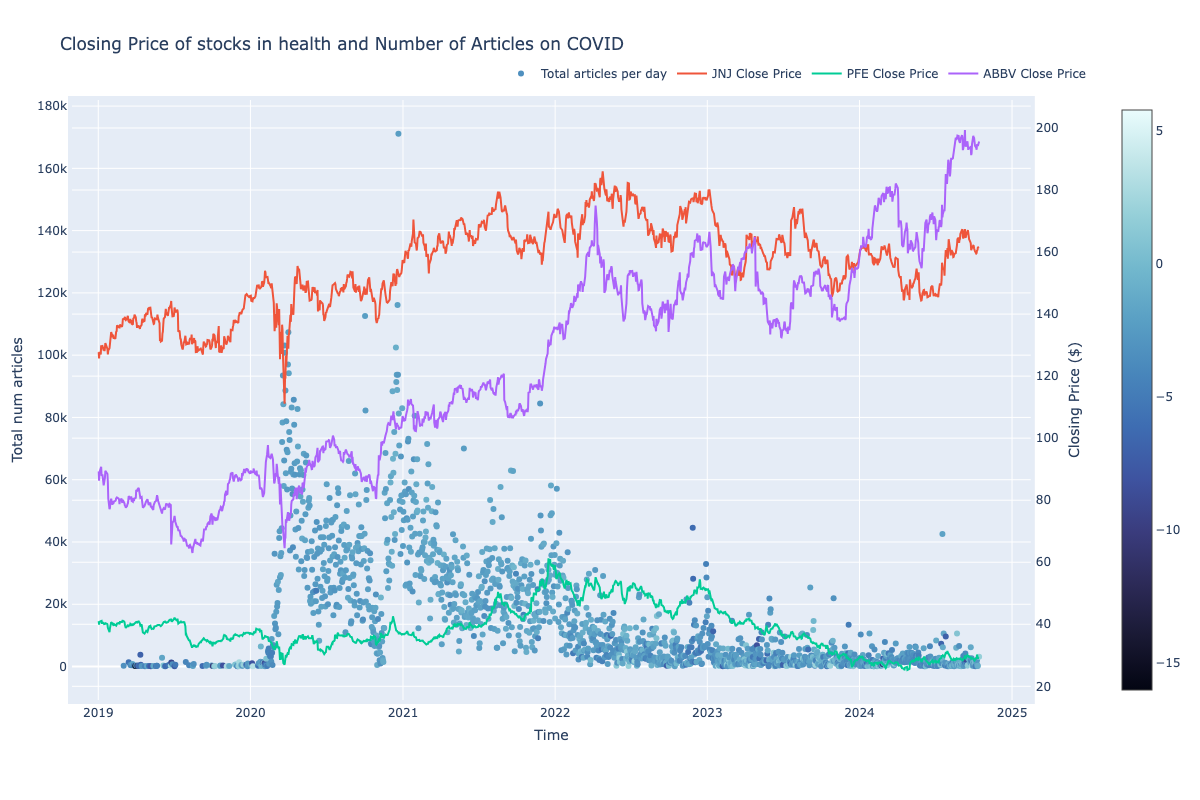 Closing Price of stocks in health and Number of Articles on COVID
Total articles per day JNJ Close Price PFE Close Price ABBV Close Price
180k
160k
140k
120k
100k
80k
60k
40k
20k
0
Total num articles
200
180
160
140
120
100
80
60
40
20
Closing Price ($)
5
0
−5
−10
−15
2019 2020 2021 2022 2023 2024 2025
Time